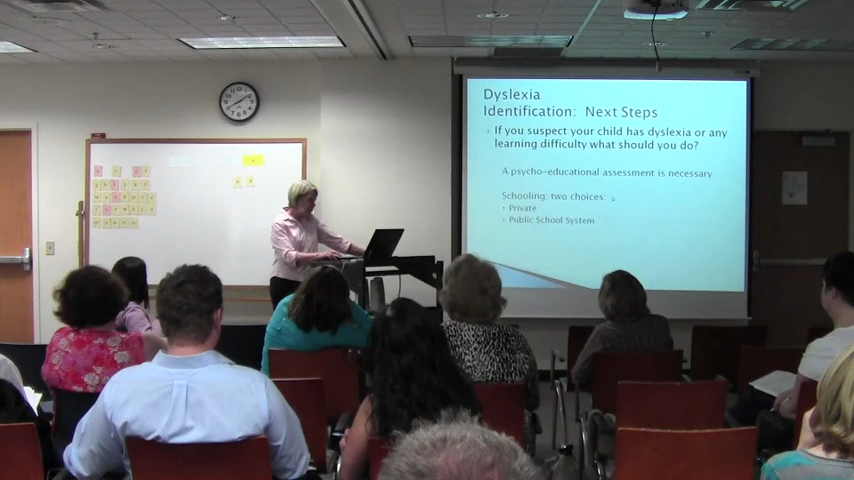 Dyslexia
Identification: Next Steps
If you suspect your child has dyslexia or any
learning difficulty what should you do?
A psycho-educational assessment is necessary
Schooling: two choices:
Private
Public School System